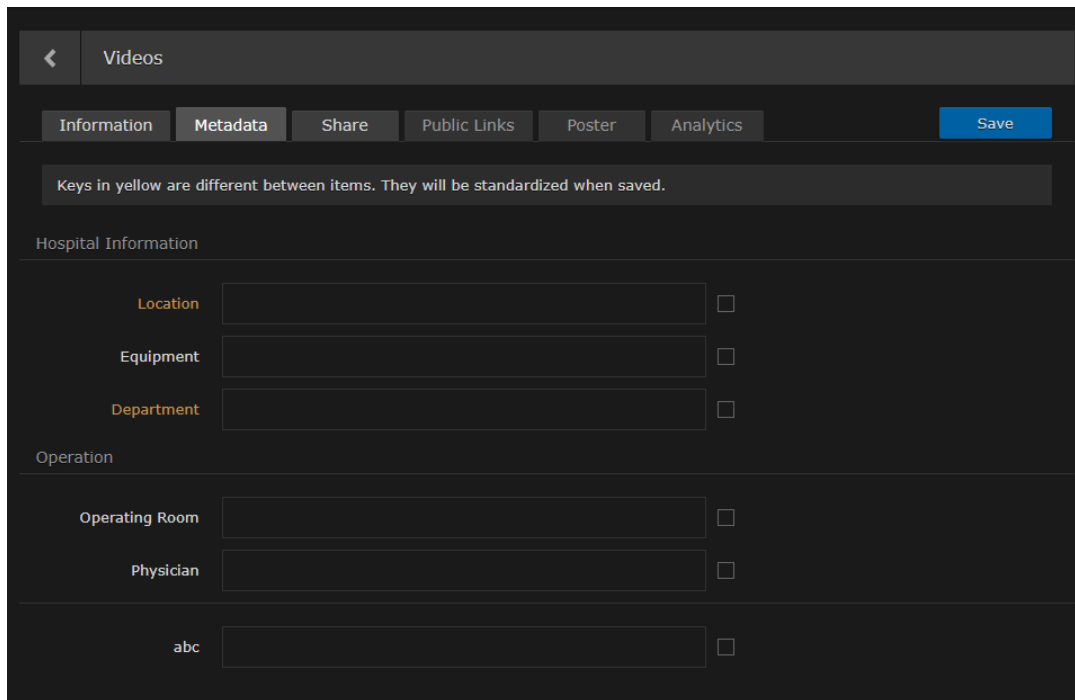 Videos
Information Metadata Share Public Links Poster Analytics Save
Keys in yellow are different between items. They will be standardized when saved.
Hospital Information
Location
Equipment
Department
Operation
Operating Room
Physician
abc